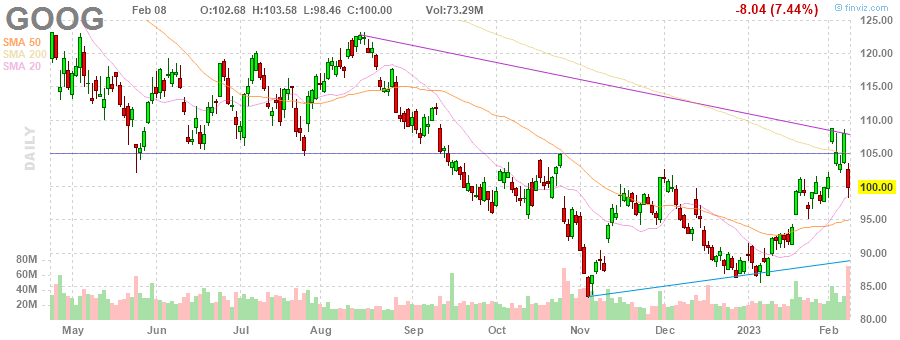 GOOG
Feb 08 O:102.68 H:103.58 L:98.46 C:100.00 Vol:73.29M
© finviz.com
-8.04 (7.44%)
SMA 50
SMA 200
SMA 20
DAILY
125.00
120.00
115.00
110.00
105.00
100.00
95.00
90.00
85.00
80.00
80M
60M
40M
20M
May Jun Jul Aug Sep Oct Nov Dec 2023 Feb